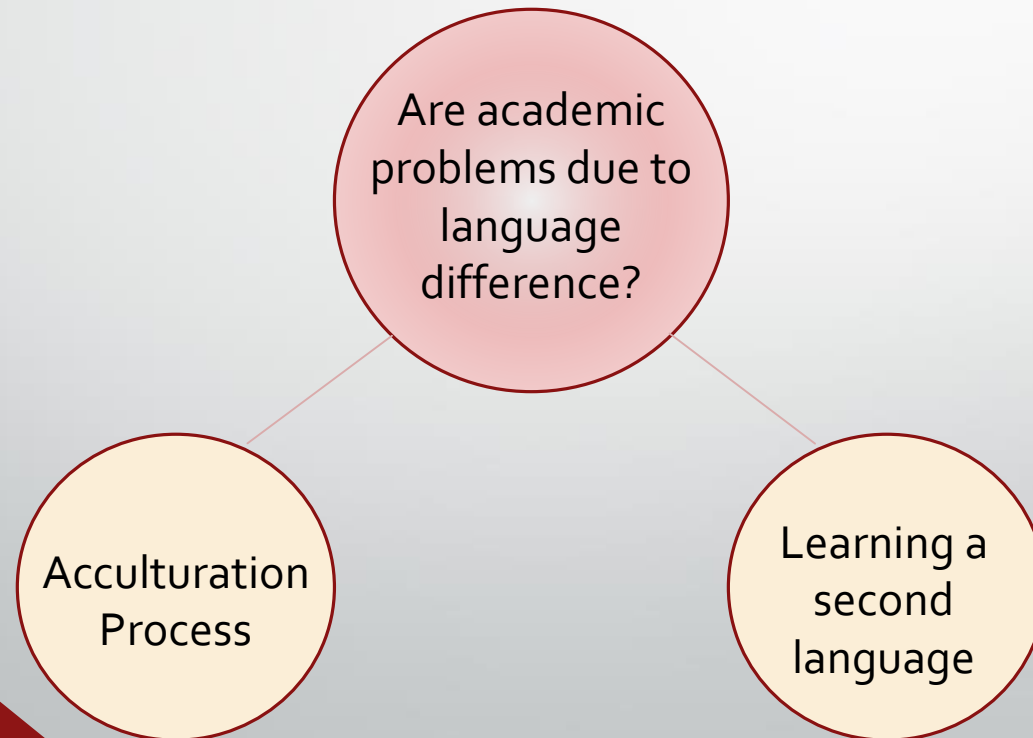 Are academic
problems due to
language
difference?
Acculturation
Process
Learning a
second
language